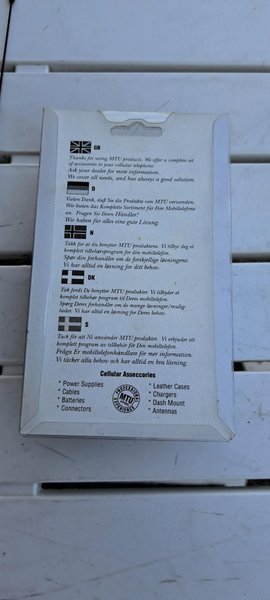 GB
Thanks for using MTU products. We offer a complete set
of accessories to your cellular telephone.
Ask your dealer for more information.
We cover all needs, and has always a good solution.
D
Vielen Dank, daß Sie die Produkte von MTU verwenden.
Wir bieten das Komplette Sortiment für Ihre Mobiltelefone
an. Fragen Sie Ihren Händler!
Wir haben für alles eine gute Lösung.
N
Takk for at du benytter MTU produktene. Vi tilbyr deg et
komplett tilbehørs program for din mobiltelefon.
Spør din forhandler om de forskjellige løsningene.
Vi har alltid en løsning for ditt behov.
DK
Tak fordi De benytter MTU produkter. Vi tilbyder et
komplet tilbehør program til Deres mobiltelefon.
Spørg Deres forhandler om de mange løsninger/mulig-
heder. Vi har altid en løsning for Deres behov.
S
Tack för att Ni använder MTU produkter. Vi erbjuder ett
komplett program av tillbehör för Din mobiltelefon.
Fråga Er mobiltelefonhandlare för mer information.
Vi täcker alla behov och har alltid en bra lösning.
Cellular Asseccories
* Power Supplies
* Cables
* Batteries
* Connectors
PROFESSIONAL
MTU
EXPERIENCE
* Leather Cases
* Chargers
* Dash Mount
* Antennas